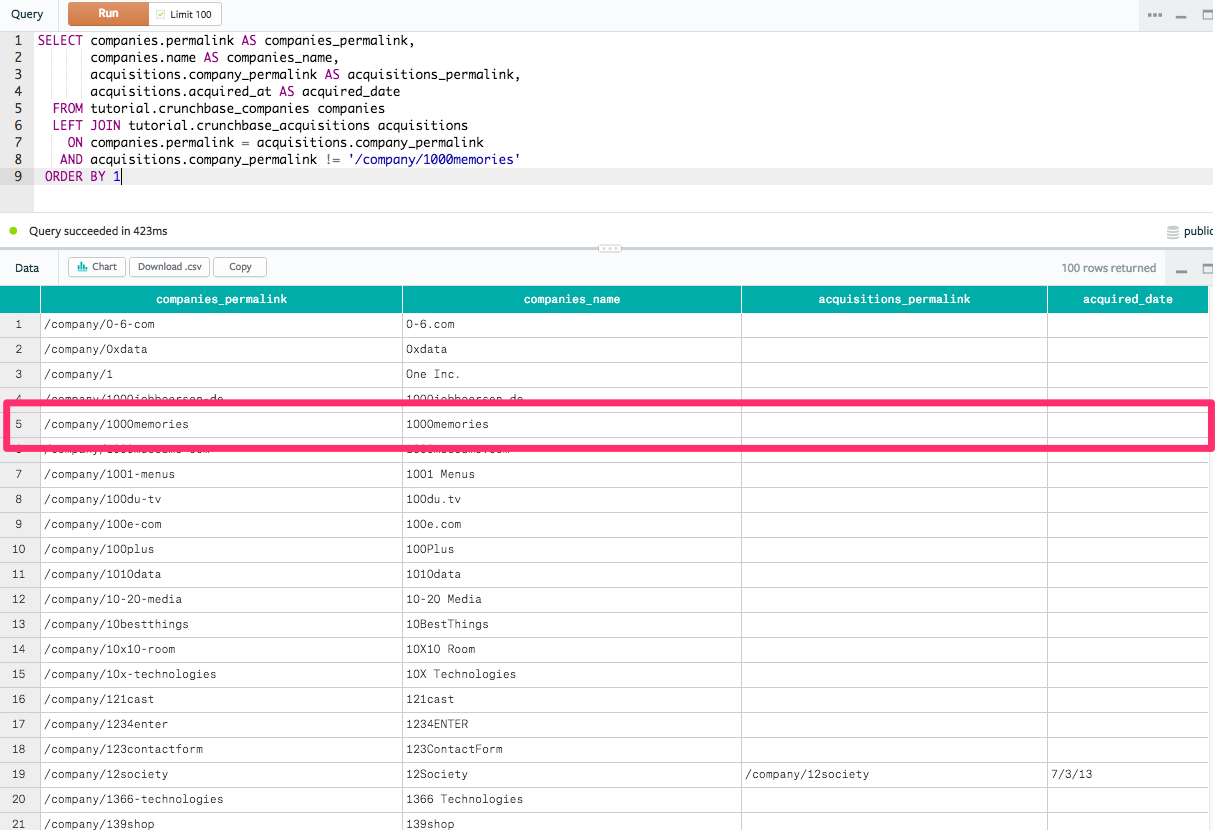 Query Run Limit 100
1 SELECT companies.permalink AS companies_permalink,
2 companies.name AS companies_name,
3 acquisitions.company_permalink AS acquisitions_permalink,
4 acquisitions.acquired_at AS acquired_date
5 FROM tutorial.crunchbase_companies companies
6 LEFT JOIN tutorial.crunchbase_acquisitions acquisitions
7 ON companies.permalink = acquisitions.company_permalink
8 AND acquisitions.company_permalink != '/company/1000memories'
9 ORDER BY 1
Query succeeded in 423ms public
Data Chart Download .csv Copy 100 rows returned
companies_permalink companies_name acquisitions_permalink acquired_date
1 /company/0-6-com 0-6.com
2 /company/0xdata 0xdata
3 /company/1 One Inc.
4 /company/1000jobboersen-de 1000jobboersen.de
5 /company/1000memories 1000memories
7 /company/1001-menus 1001 Menus
8 /company/100du-tv 100du.tv
9 /company/100e-com 100e.com
10 /company/100plus 100Plus
11 /company/1010data 1010data
12 /company/10-20-media 10-20 Media
13 /company/10bestthings 10BestThings
14 /company/10x10-room 10X10 Room
15 /company/10x-technologies 10X Technologies
16 /company/121cast 121cast
17 /company/1234enter 1234ENTER
18 /company/123contactform 123ContactForm
19 /company/12society 12Society /company/12society 7/3/13
20 /company/1366-technologies 1366 Technologies
21 /company/139shop 139shop